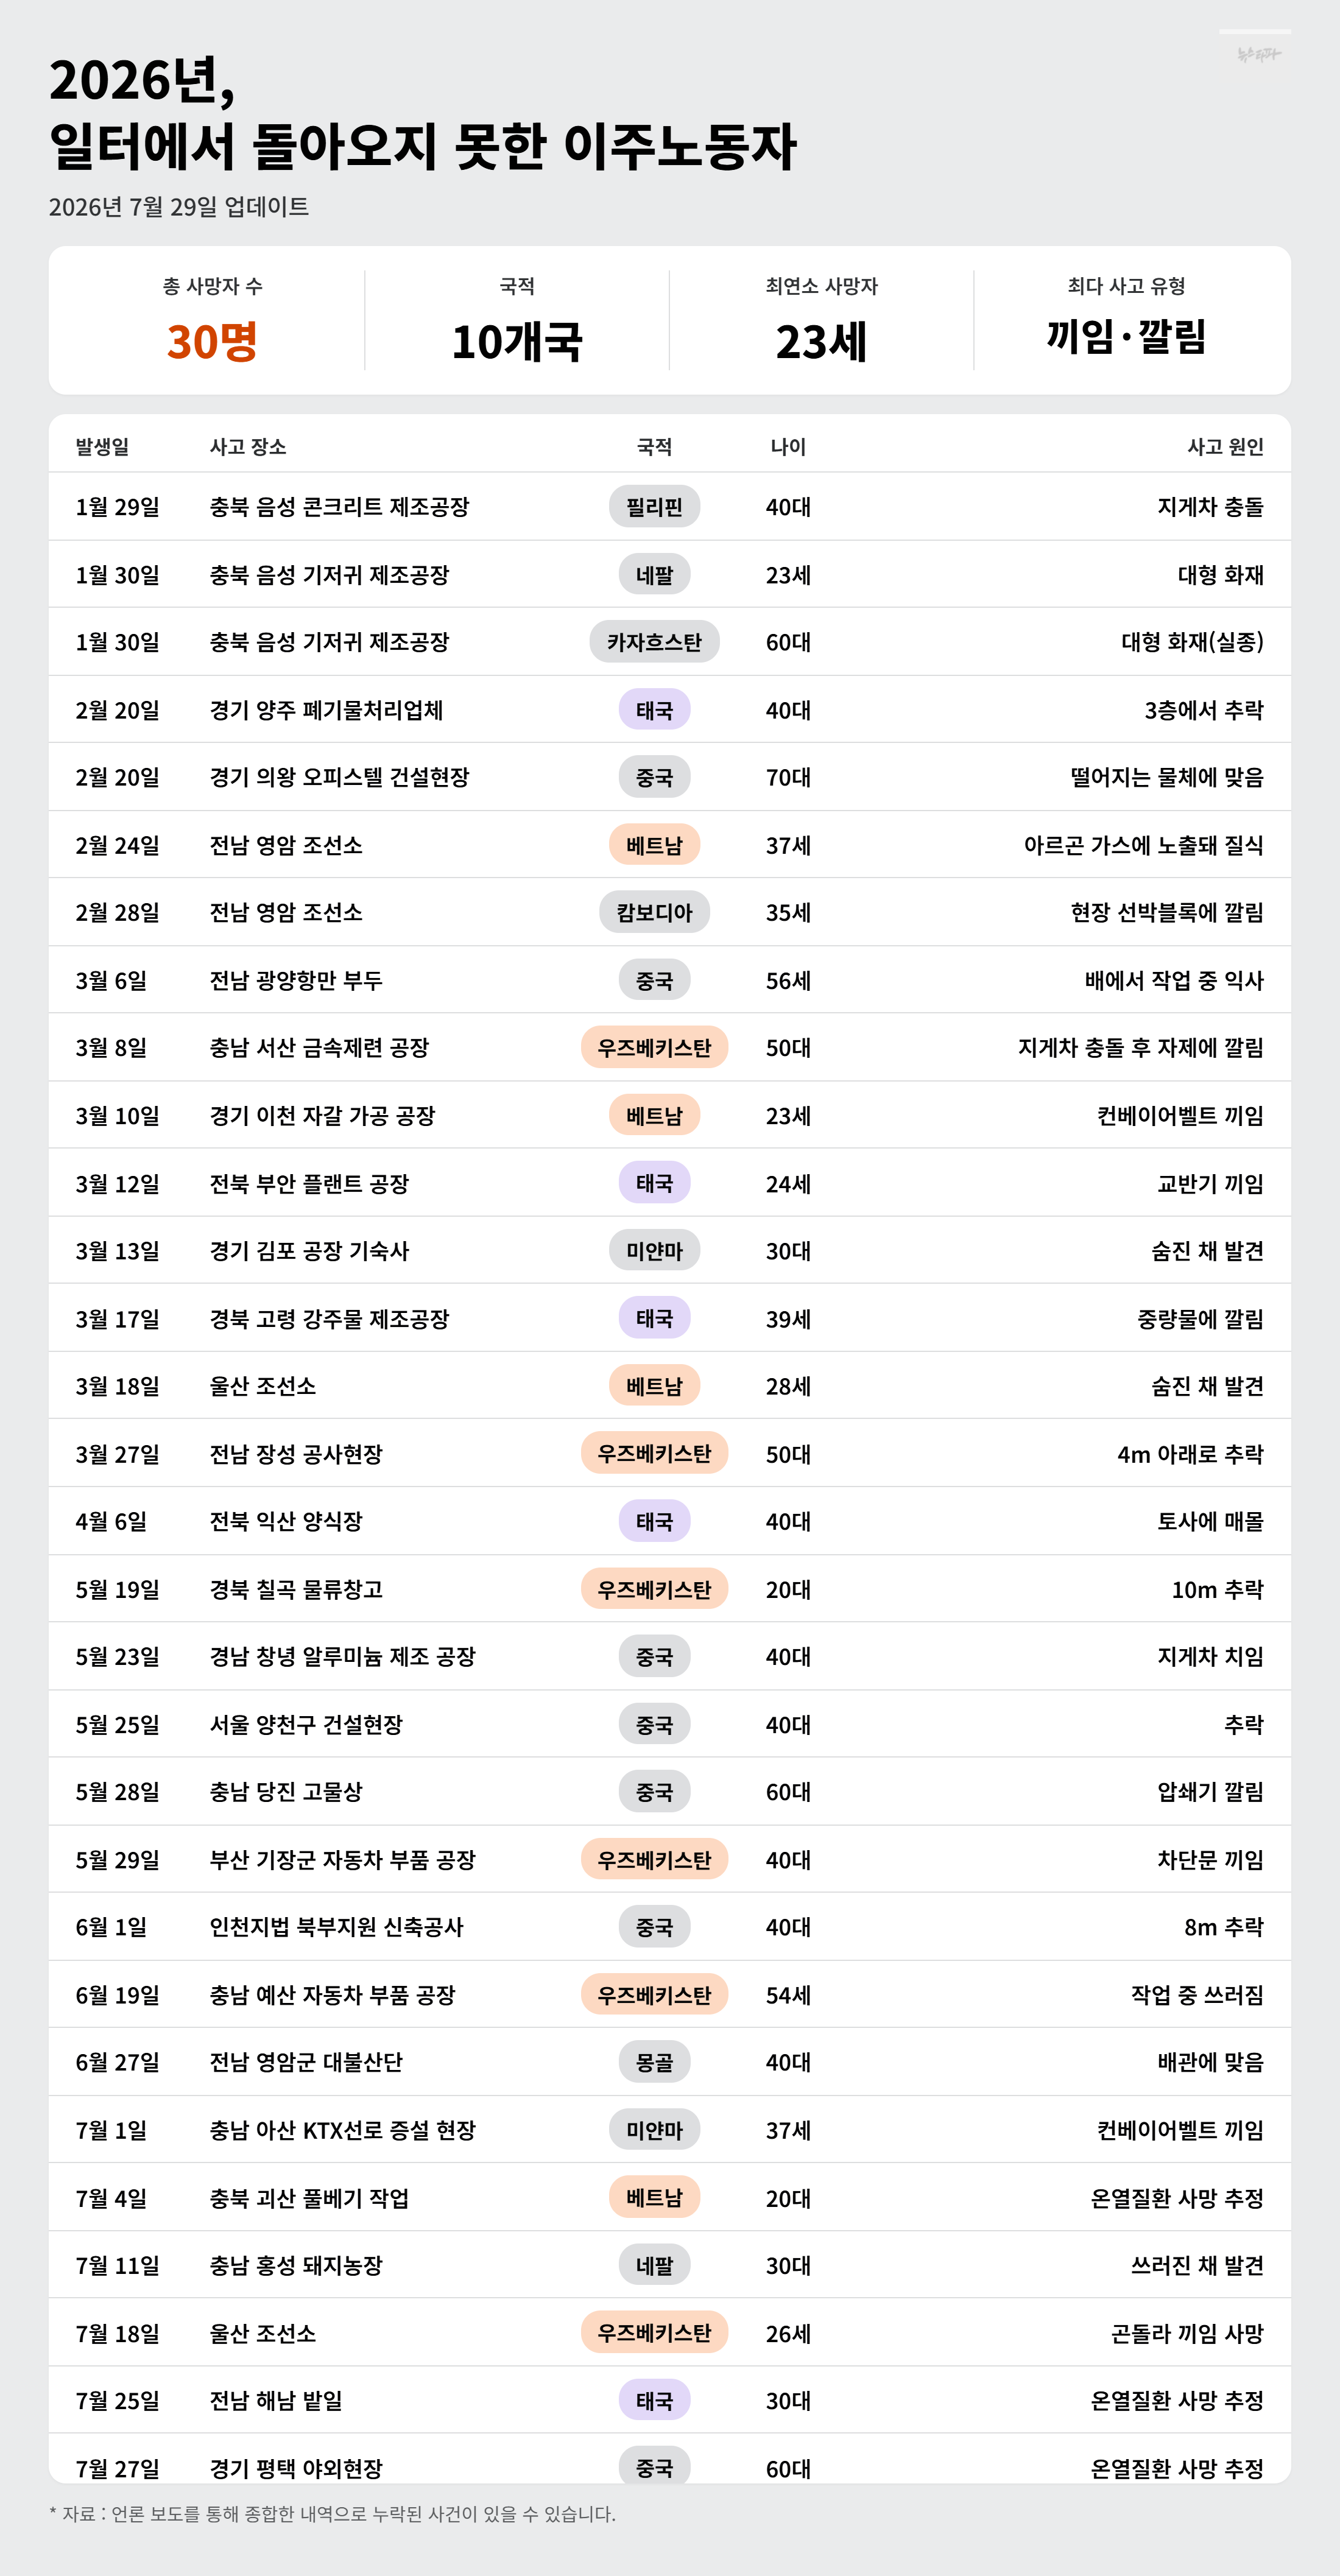 뉴스타파
2026년,
일터에서 돌아오지 못한 이주노동자
2026년 7월 29일 업데이트
총 사망자 수 국적 최연소 사망자 최다 사고 유형
30명 10개국 23세 끼임·깔림
발생일 사고 장소 국적 나이 사고 원인
1월 29일 충북 음성 콘크리트 제조공장 필리핀 40대 지게차 충돌
1월 30일 충북 음성 기저귀 제조공장 네팔 23세 대형 화재
1월 30일 충북 음성 기저귀 제조공장 카자흐스탄 60대 대형 화재(실종)
2월 20일 경기 양주 폐기물처리업체 태국 40대 3층에서 추락
2월 20일 경기 의왕 오피스텔 건설현장 중국 70대 떨어지는 물체에 맞음
2월 24일 전남 영암 조선소 베트남 37세 아르곤 가스에 노출돼 질식
2월 28일 전남 영암 조선소 캄보디아 35세 현장 선박블록에 깔림
3월 6일 전남 광양항만 부두 중국 56세 배에서 작업 중 익사
3월 8일 충남 서산 금속제련 공장 우즈베키스탄 50대 지게차 충돌 후 자제에 깔림
3월 10일 경기 이천 자갈 가공 공장 베트남 23세 컨베이어벨트 끼임
3월 12일 전북 부안 플랜트 공장 태국 24세 교반기 끼임
3월 13일 경기 김포 공장 기숙사 미얀마 30대 숨진 채 발견
3월 17일 경북 고령 강주물 제조공장 태국 39세 중량물에 깔림
3월 18일 울산 조선소 베트남 28세 숨진 채 발견
3월 27일 전남 장성 공사현장 우즈베키스탄 50대 4m 아래로 추락
4월 6일 전북 익산 양식장 태국 40대 토사에 매몰
5월 19일 경북 칠곡 물류창고 우즈베키스탄 20대 10m 추락
5월 23일 경남 창녕 알루미늄 제조 공장 중국 40대 지게차 치임
5월 25일 서울 양천구 건설현장 중국 40대 추락
5월 28일 충남 당진 고물상 중국 60대 압쇄기 깔림
5월 29일 부산 기장군 자동차 부품 공장 우즈베키스탄 40대 차단문 끼임
6월 1일 인천지법 북부지원 신축공사 중국 40대 8m 추락
6월 19일 충남 예산 자동차 부품 공장 우즈베키스탄 54세 작업 중 쓰러짐
6월 27일 전남 영암군 대불산단 몽골 40대 배관에 맞음
7월 1일 충남 아산 KTX선로 증설 현장 미얀마 37세 컨베이어벨트 끼임
7월 4일 충북 괴산 풀베기 작업 베트남 20대 온열질환 사망 추정
7월 11일 충남 홍성 돼지농장 네팔 30대 쓰러진 채 발견
7월 18일 울산 조선소 우즈베키스탄 26세 곤돌라 끼임 사망
7월 25일 전남 해남 밭일 태국 30대 온열질환 사망 추정
7월 27일 경기 평택 야외현장 중국 60대 온열질환 사망 추정
* 자료 : 언론 보도를 통해 종합한 내역으로 누락된 사건이 있을 수 있습니다.